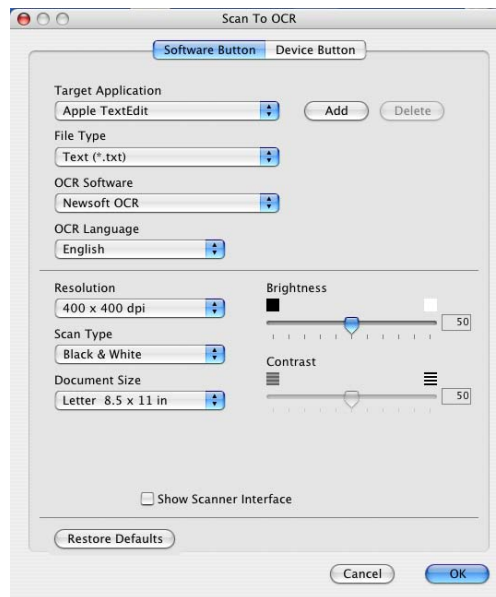 Scan To OCR
Software Button Device Button
Target Application
Apple TextEdit Add Delete
File Type
Text (*.txt)
OCR Software
Newsoft OCR
OCR Language
English
Resolution Brightness
400 x 400 dpi
50
Scan Type
Black & White
Contrast
Document Size
Letter 8.5 x 11 in 50
Show Scanner Interface
Restore Defaults
Cancel OK